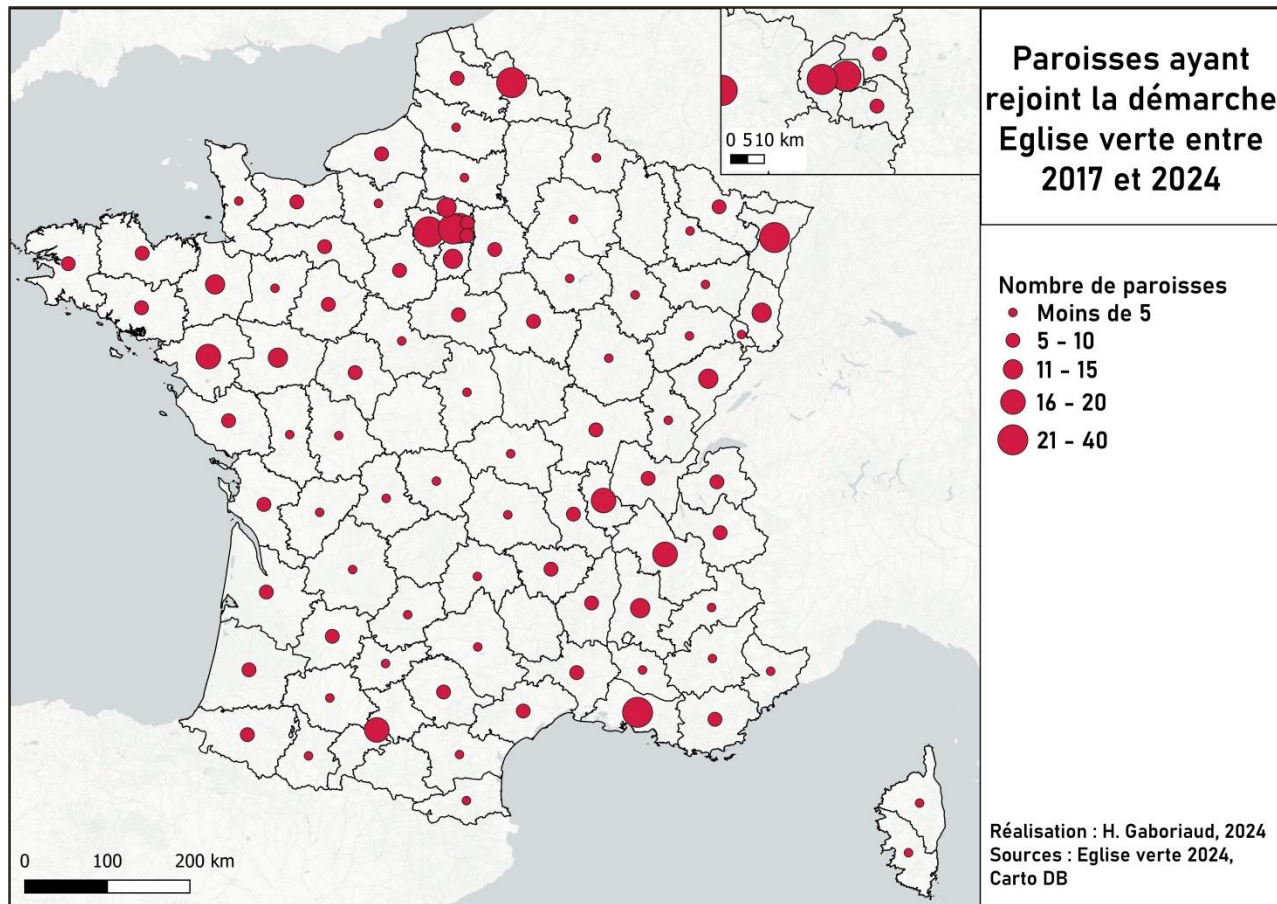 Paroisses ayant
rejoint la démarche
Eglise verte entre
2017 et 2024
0 510 km
Nombre de paroisses
Moins de 5
5 - 10
11 - 15
16 - 20
21 - 40
0 100 200 km
Réalisation : H. Gaboriaud, 2024
Sources : Eglise verte 2024,
Carto DB